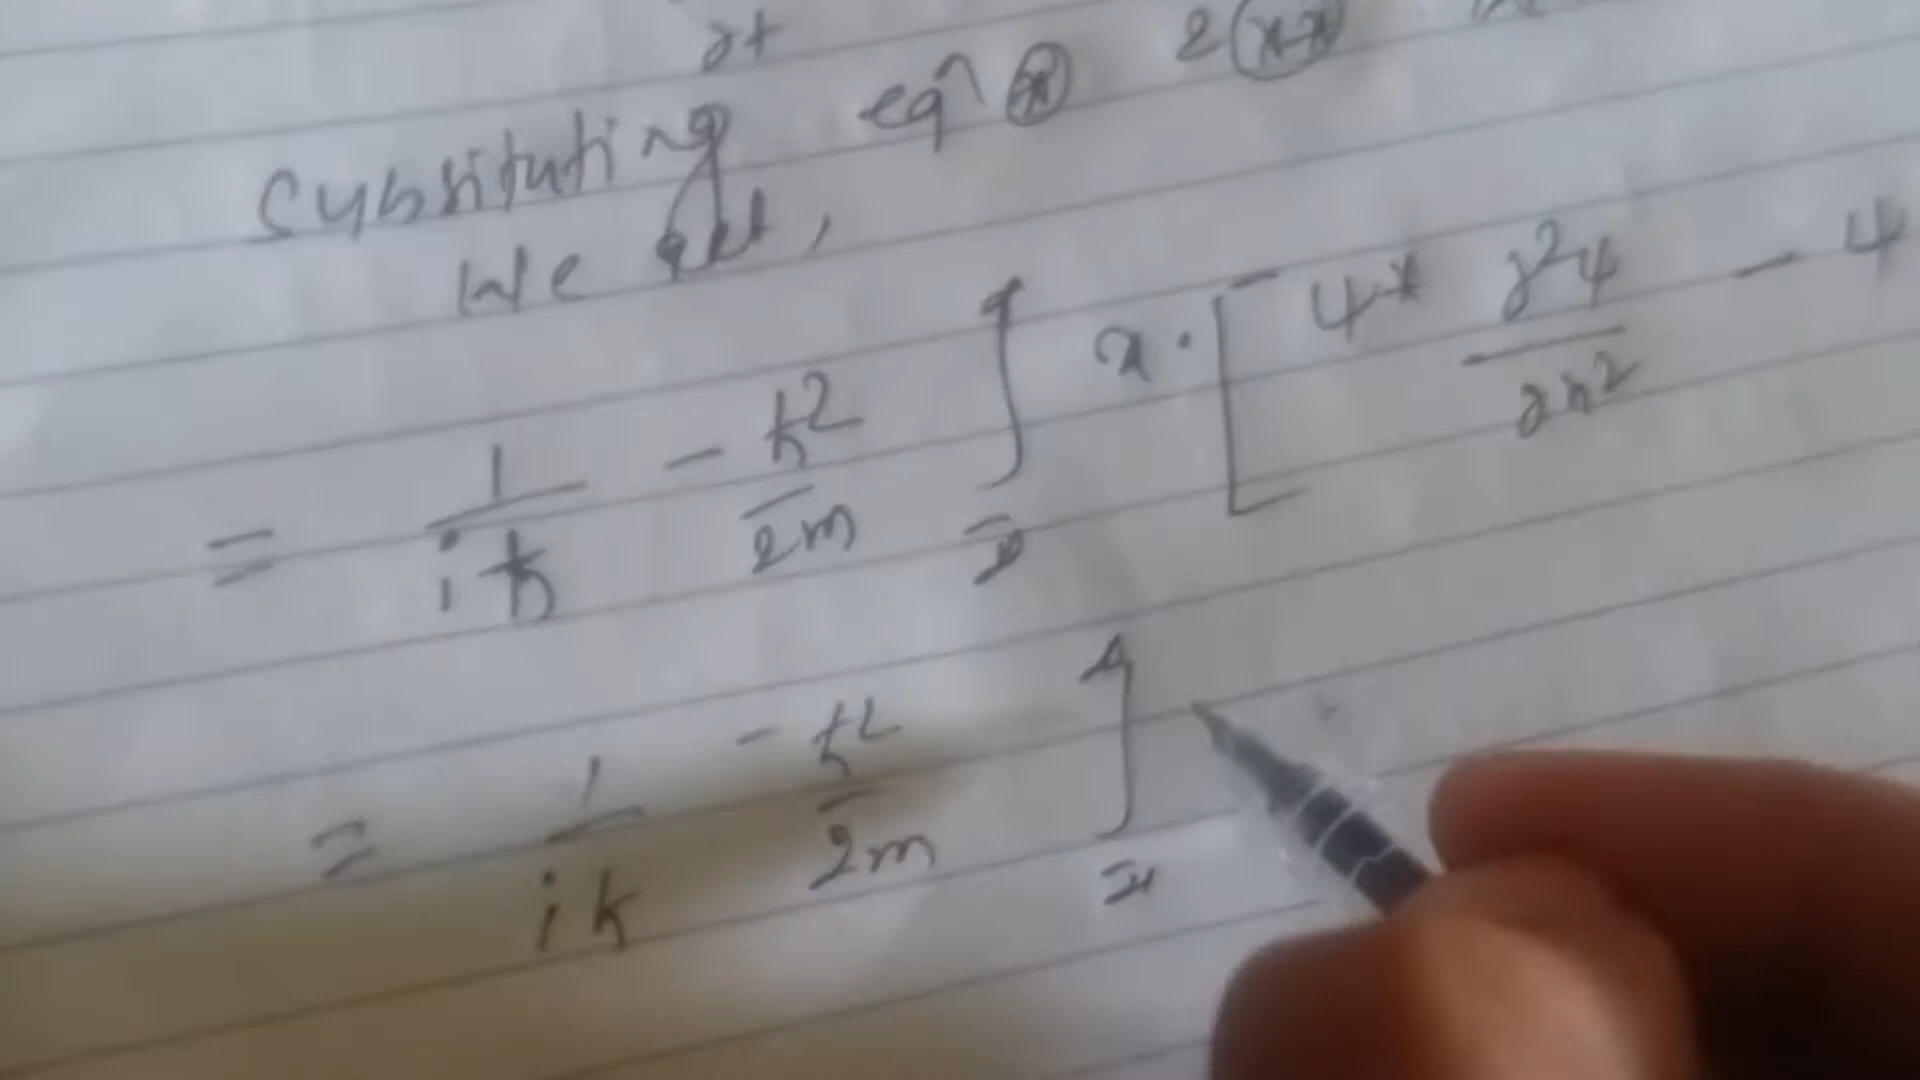 ∂t
Substituting eqn (*) 2 (**)
We get,
= 1/iħ - ħ²/2m ∫ x · [ ψ* ∂²ψ/∂x² - ψ
= 1/iħ - ħ²/2m ∫